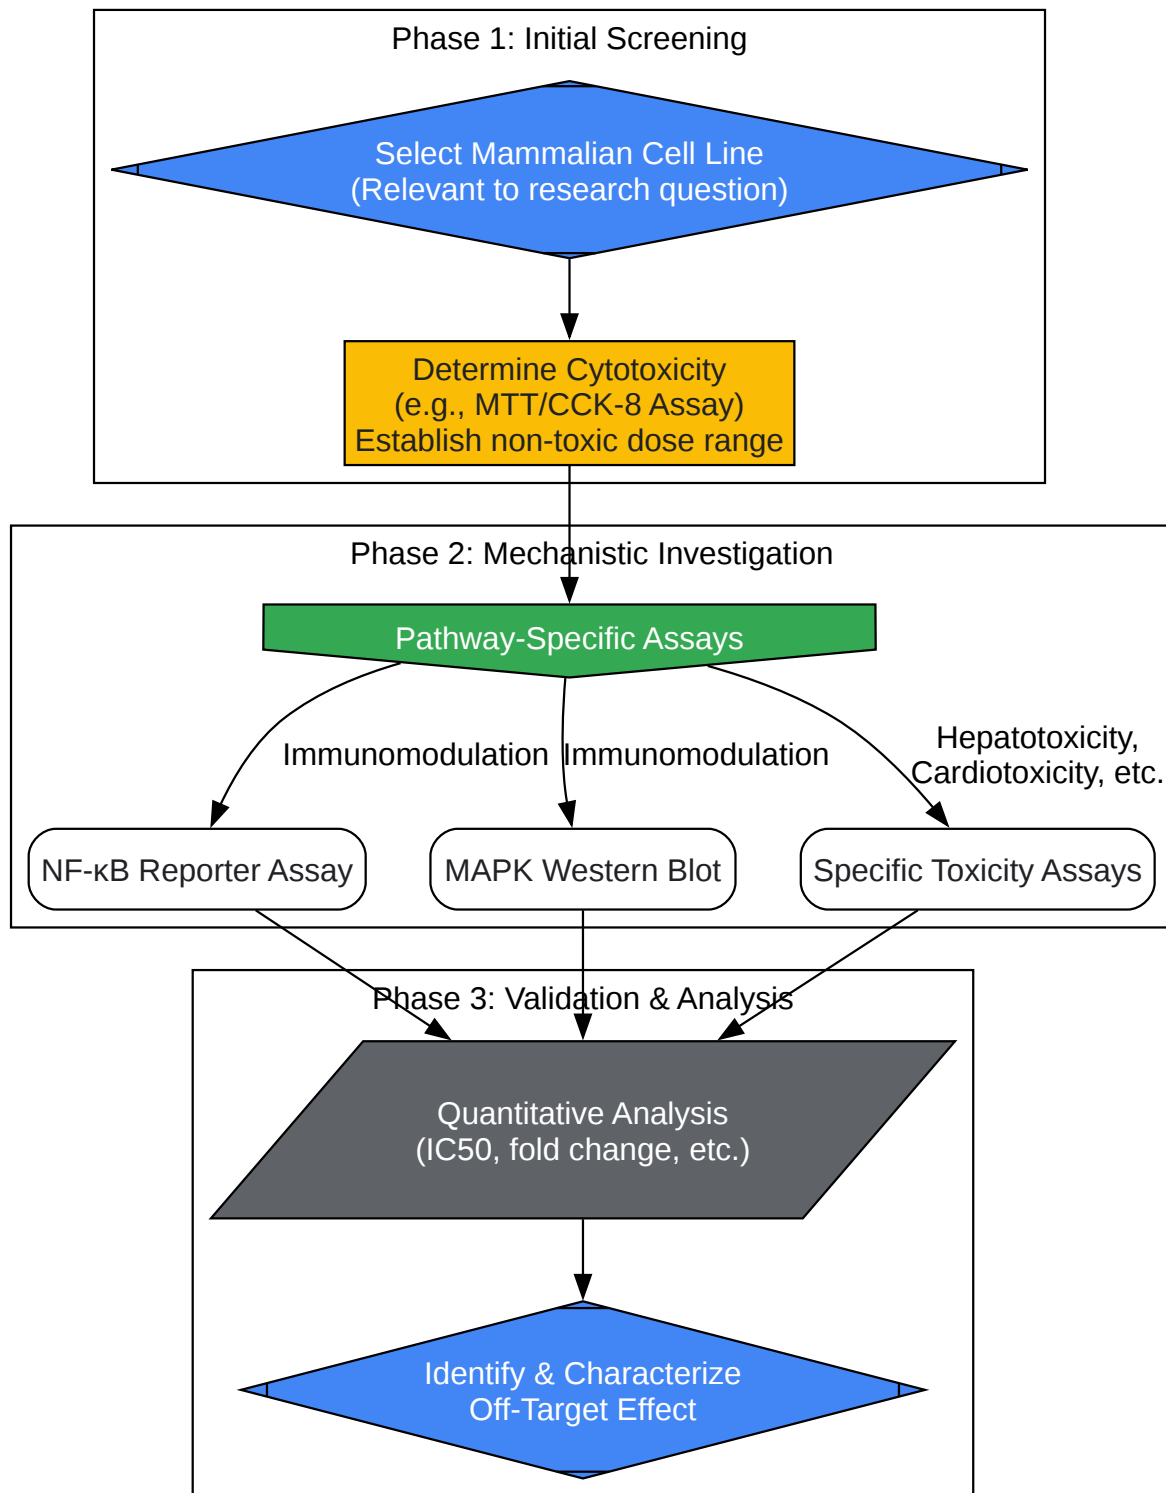 Phase 1: Initial Screening
Select Mammalian Cell Line
(Relevant to research question)
Determine Cytotoxicity
(e.g., MTT/CCK-8 Assay)
Establish non-toxic dose range
Phase 2: Mechanistic Investigation
Pathway-Specific Assays
Immunomodulation
Immunomodulation
Hepatotoxicity,
Cardiotoxicity, etc.
NF-κB Reporter Assay
MAPK Western Blot
Specific Toxicity Assays
Phase 3: Validation & Analysis
Quantitative Analysis
(IC50, fold change, etc.)
Identify & Characterize
Off-Target Effect